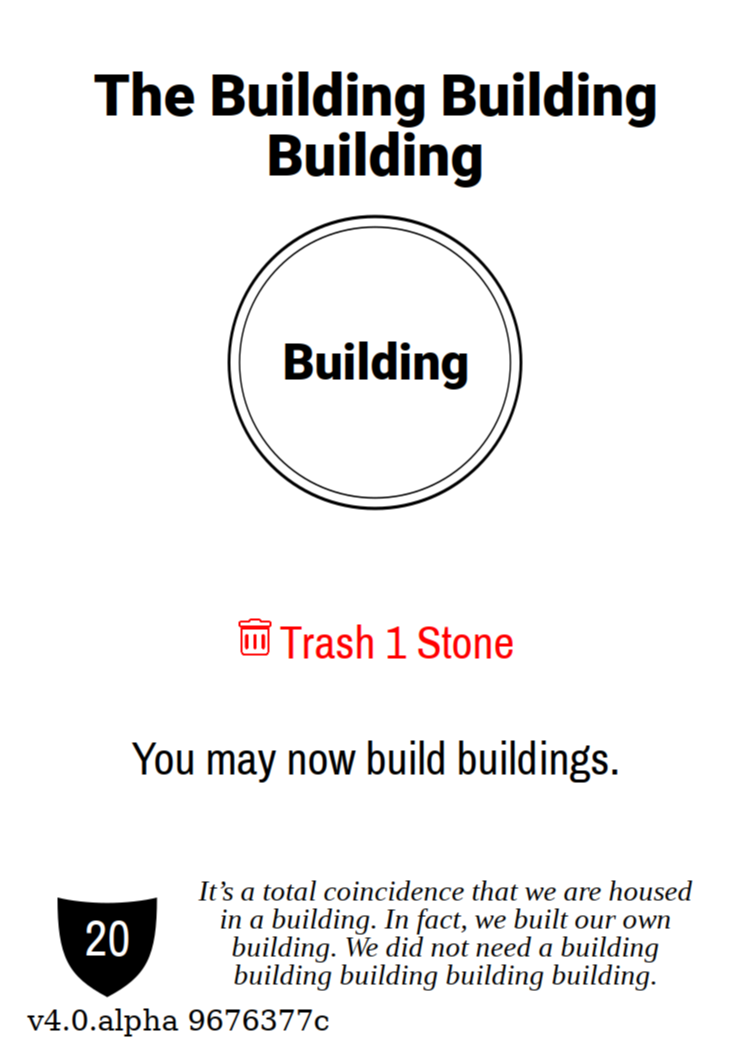 The Building Building
Building
Building
Trash 1 Stone
You may now build buildings.
It’s a total coincidence that we are housed
in a building. In fact, we built our own
building. We did not need a building
building building building building.
20
v4.0.alpha 9676377c